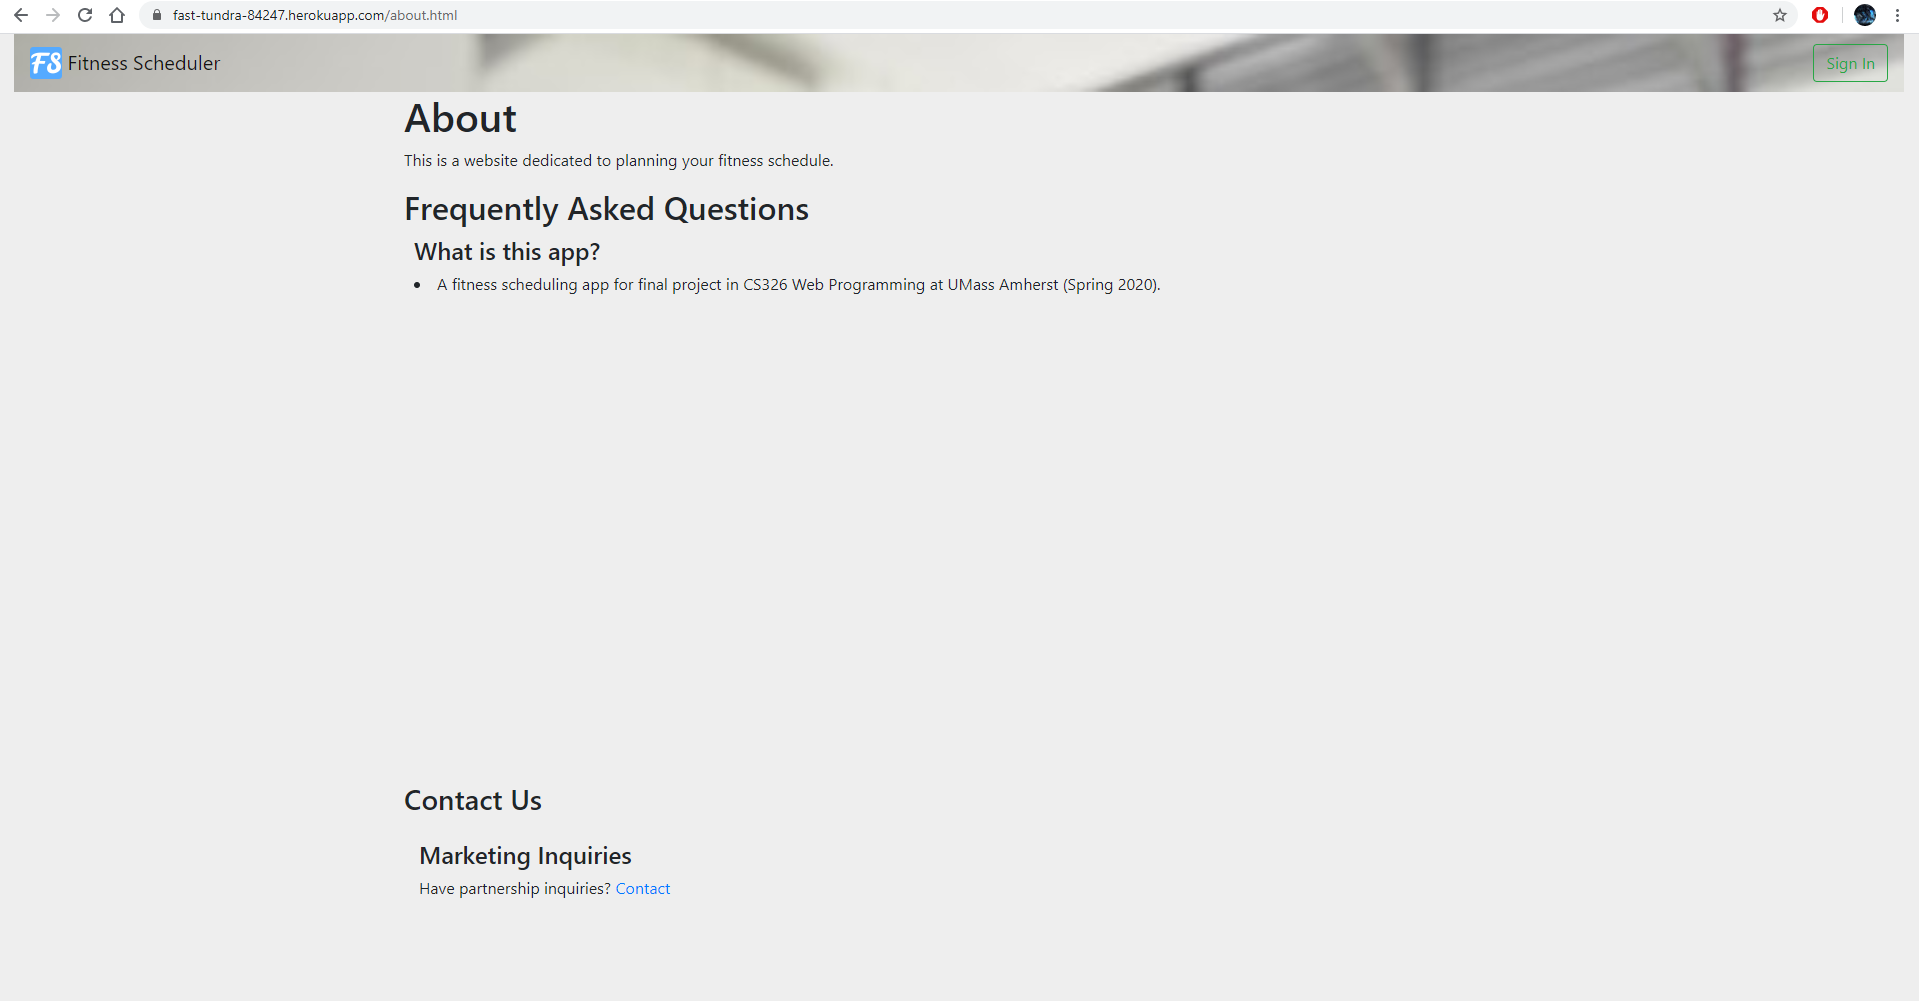 fast-tundra-84247.herokuapp.com/about.html
FS Fitness Scheduler
Sign In
About
This is a website dedicated to planning your fitness schedule.
Frequently Asked Questions
What is this app?
• A fitness scheduling app for final project in CS326 Web Programming at UMass Amherst (Spring 2020).
Contact Us
Marketing Inquiries
Have partnership inquiries? Contact